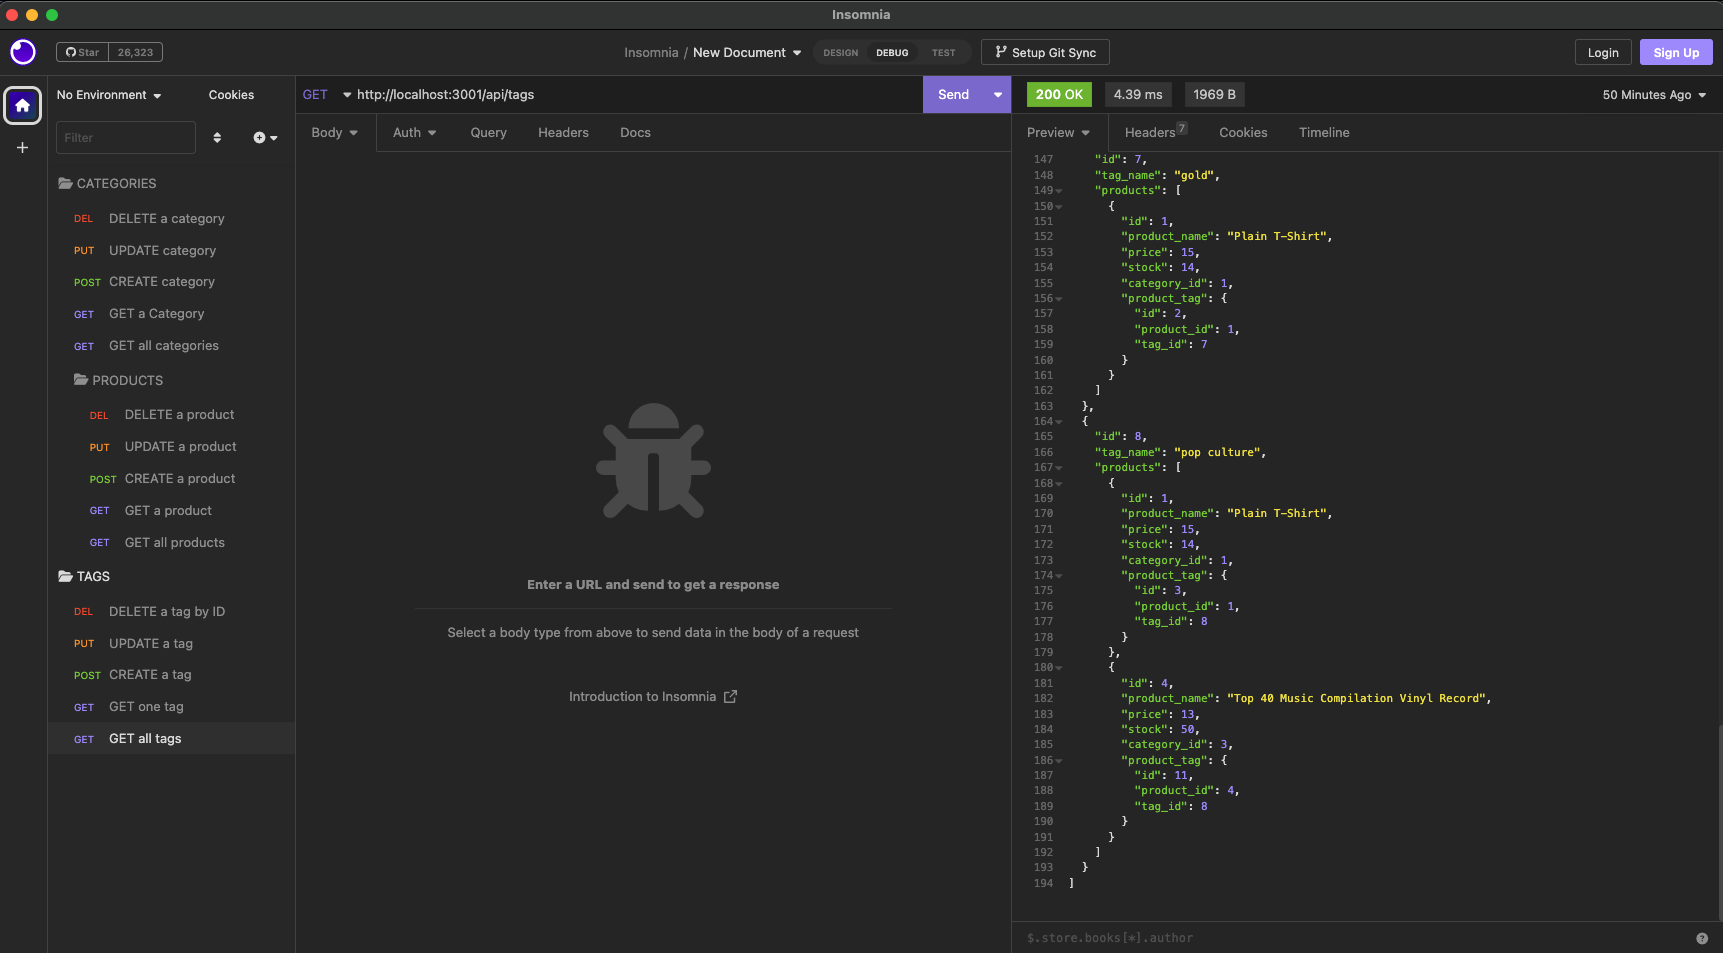 Insomnia
Star 26,323
Insomnia / New Document
DESIGN DEBUG TEST
Setup Git Sync
Login
Sign Up
No Environment
Cookies
Filter
CATEGORIES
DEL DELETE a category
PUT UPDATE category
POST CREATE category
GET GET a Category
GET GET all categories
PRODUCTS
DEL DELETE a product
PUT UPDATE a product
POST CREATE a product
GET GET a product
GET GET all products
TAGS
DEL DELETE a tag by ID
PUT UPDATE a tag
POST CREATE a tag
GET GET one tag
GET GET all tags
GET http://localhost:3001/api/tags
Send
Body Auth Query Headers Docs
Enter a URL and send to get a response
Select a body type from above to send data in the body of a request
Introduction to Insomnia
200 OK 4.39 ms 1969 B 50 Minutes Ago
Preview Headers 7 Cookies Timeline
147 "id": 7,
148 "tag_name": "gold",
149 "products": [
150 {
151 "id": 1,
152 "product_name": "Plain T-Shirt",
153 "price": 15,
154 "stock": 14,
155 "category_id": 1,
156 "product_tag": {
157 "id": 2,
158 "product_id": 1,
159 "tag_id": 7
160 }
161 }
162 ]
163 },
164 {
165 "id": 8,
166 "tag_name": "pop culture",
167 "products": [
168 {
169 "id": 1,
170 "product_name": "Plain T-Shirt",
171 "price": 15,
172 "stock": 14,
173 "category_id": 1,
174 "product_tag": {
175 "id": 3,
176 "product_id": 1,
177 "tag_id": 8
178 }
179 },
180 {
181 "id": 4,
182 "product_name": "Top 40 Music Compilation Vinyl Record",
183 "price": 13,
184 "stock": 50,
185 "category_id": 3,
186 "product_tag": {
187 "id": 11,
188 "product_id": 4,
189 "tag_id": 8
190 }
191 }
192 ]
193 }
194 ]
$.store.books[*].author